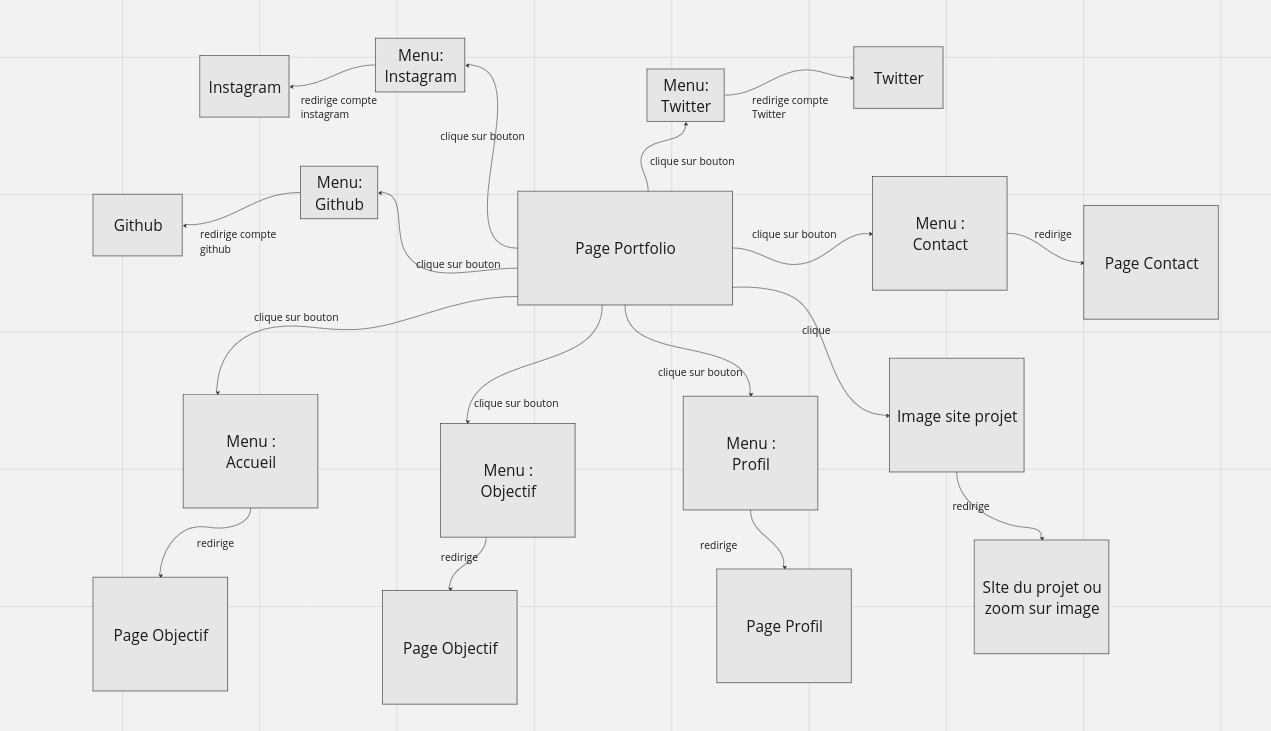 Menu:
Instagram
Instagram
redirige compte
instagram
clique sur bouton
Menu:
Twitter
redirige compte
Twitter
Twitter
clique sur bouton
Menu:
Github
Github
redirige compte
github
clique sur bouton
Page Portfolio
clique sur bouton
Menu :
Contact
redirige
Page Contact
clique sur bouton
clique
clique sur bouton
clique sur bouton
Menu :
Accueil
Menu :
Objectif
Menu :
Profil
Image site projet
redirige
redirige
redirige
redirige
Page Objectif
Page Objectif
Page Profil
SIte du projet ou
zoom sur image